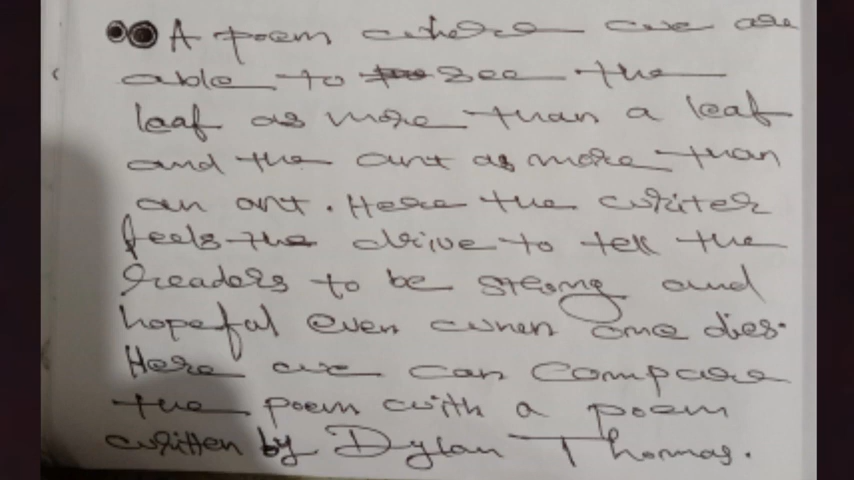 A poem where we are
able to see the
leaf as more than a leaf
and the ant as more than
an ant. Here the writer
feels the drive to tell the
readers to be strong and
hopeful even when one dies.
Here we can compare
the poem with a poem
written by Dylan Thomas.